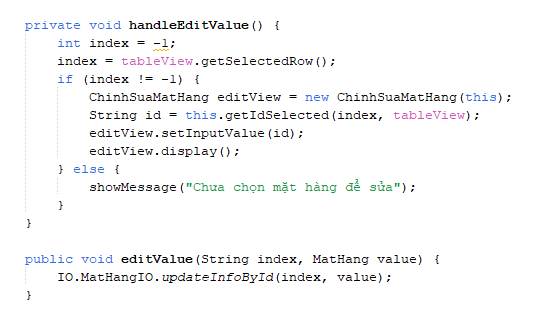 private void handleEditValue() {
    int index = -1;
    index = tableView.getSelectedRow();
    if (index != -1) {
        ChinhSuaMatHang editView = new ChinhSuaMatHang(this);
        String id = this.getIdSelected(index, tableView);
        editView.setInputValue(id);
        editView.display();
    } else {
        showMessage("Chưa chọn mặt hàng để sửa");
    }
}
public void editValue(String index, MatHang value) {
    IO.MatHangIO.updateInfoById(index, value);
}